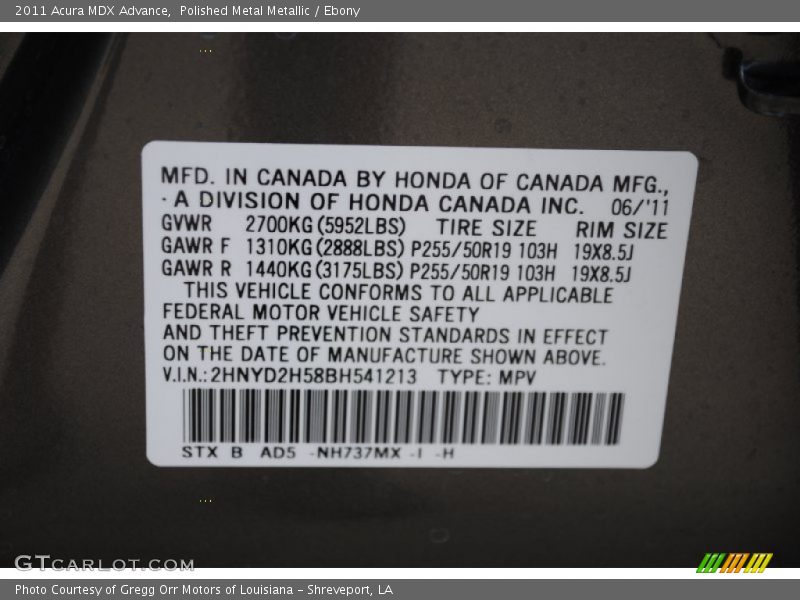 2011 Acura MDX Advance,  Polished Metal Metallic / Ebony
MFD. IN CANADA BY HONDA OF CANADA MFG.,
· A DIVISION OF HONDA CANADA INC. 06/'11
GVWR 2700KG(5952LBS) TIRE SIZE RIM SIZE
GAWR F 1310KG(2888LBS) P255/50R19 103H 19X8.5J
GAWR R 1440KG(3175LBS) P255/50R19 103H 19X8.5J
THIS VEHICLE CONFORMS TO ALL APPLICABLE
FEDERAL MOTOR VEHICLE SAFETY
AND THEFT PREVENTION STANDARDS IN EFFECT
ON THE DATE OF MANUFACTURE SHOWN ABOVE.
V.I.N.:2HNYD2H58BH541213 TYPE: MPV
STX B AD5 -NH737MX -I -H
GTCARLOT.COM
Photo Courtesy of Gregg Orr Motors of Louisiana – Shreveport, LA